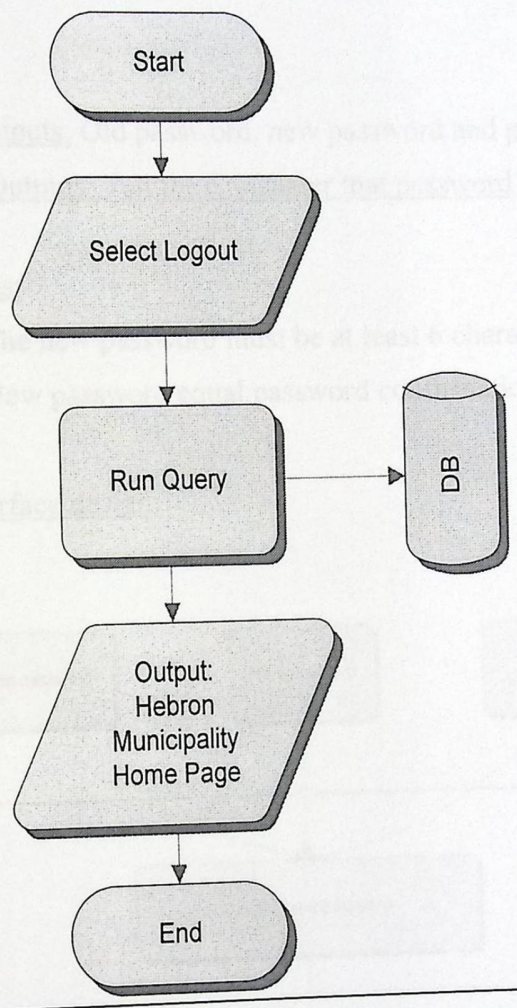 Start
Select Logout
Run Query
DB
Output:
Hebron
Municipality
Home Page
End